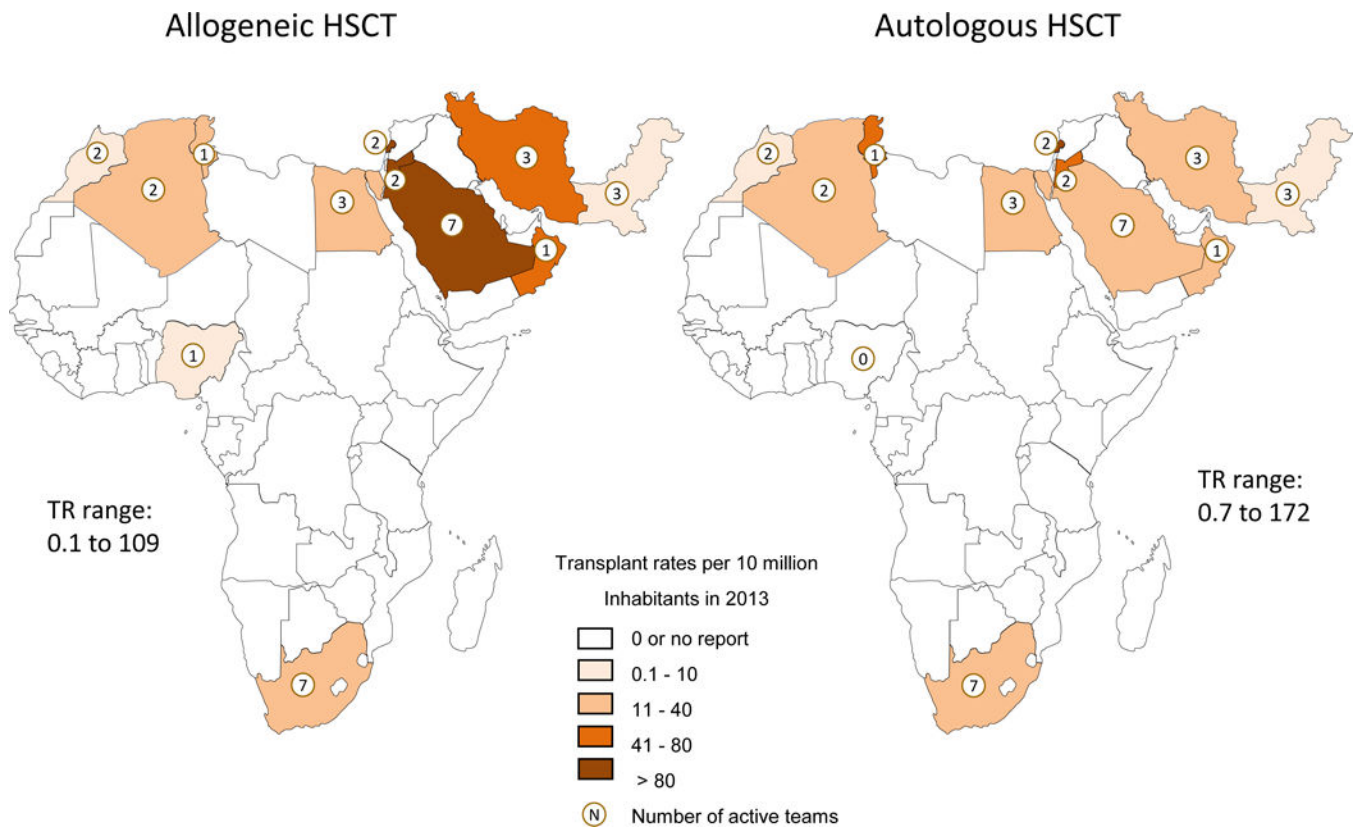 Allogeneic HSCT
Autologous HSCT
2
2
1
2
3
2
7
3
3
1
1
7
2
2
1
2
3
2
7
3
3
1
0
7
TR range:
0.1 to 109
TR range:
0.7 to 172
Transplant rates per 10 million
Inhabitants in 2013
0 or no report
0.1 - 10
11 - 40
41 - 80
> 80
N Number of active teams